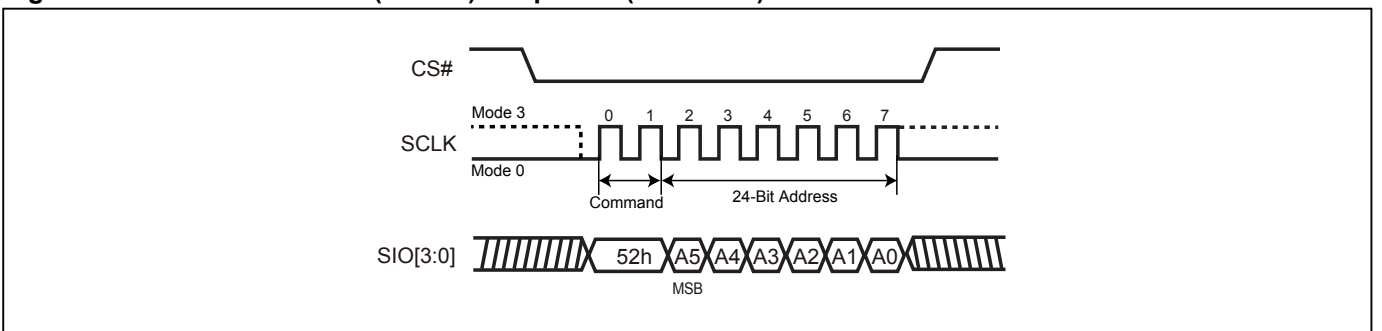 CS#
Mode 3
0 1 2 3 4 5 6 7
SCLK
Mode 0
Command
24-Bit Address
SIO[3:0]
52h A5 A4 A3 A2 A1 A0
MSB